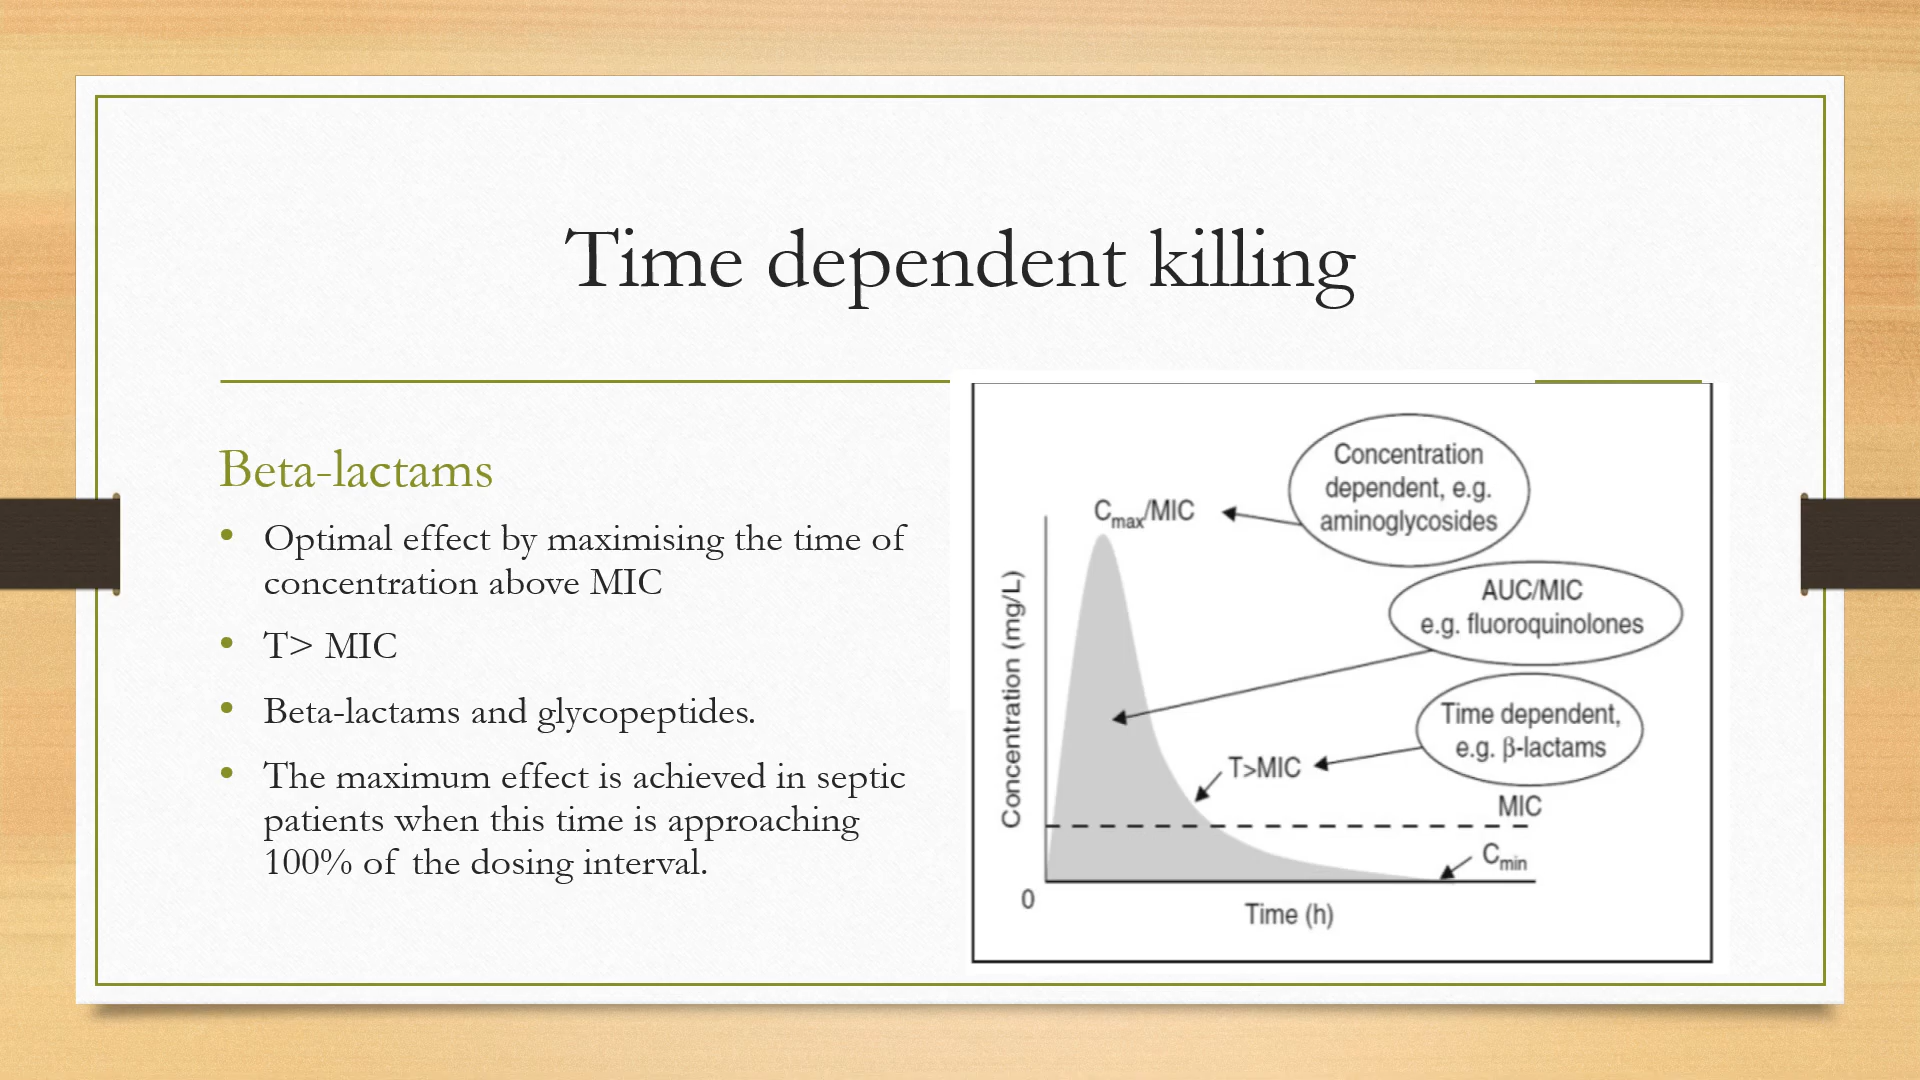 Time dependent killing
Beta-lactams
• Optimal effect by maximising the time of
concentration above MIC
• T> MIC
• Beta-lactams and glycopeptides.
• The maximum effect is achieved in septic
patients when this time is approaching
100% of the dosing interval.
Concentration
dependent, e.g.
aminoglycosides
Cmax/MIC
AUC/MIC
e.g. fluoroquinolones
Time dependent,
e.g. β-lactams
T>MIC
MIC
Cmin
Concentration (mg/L)
0
Time (h)